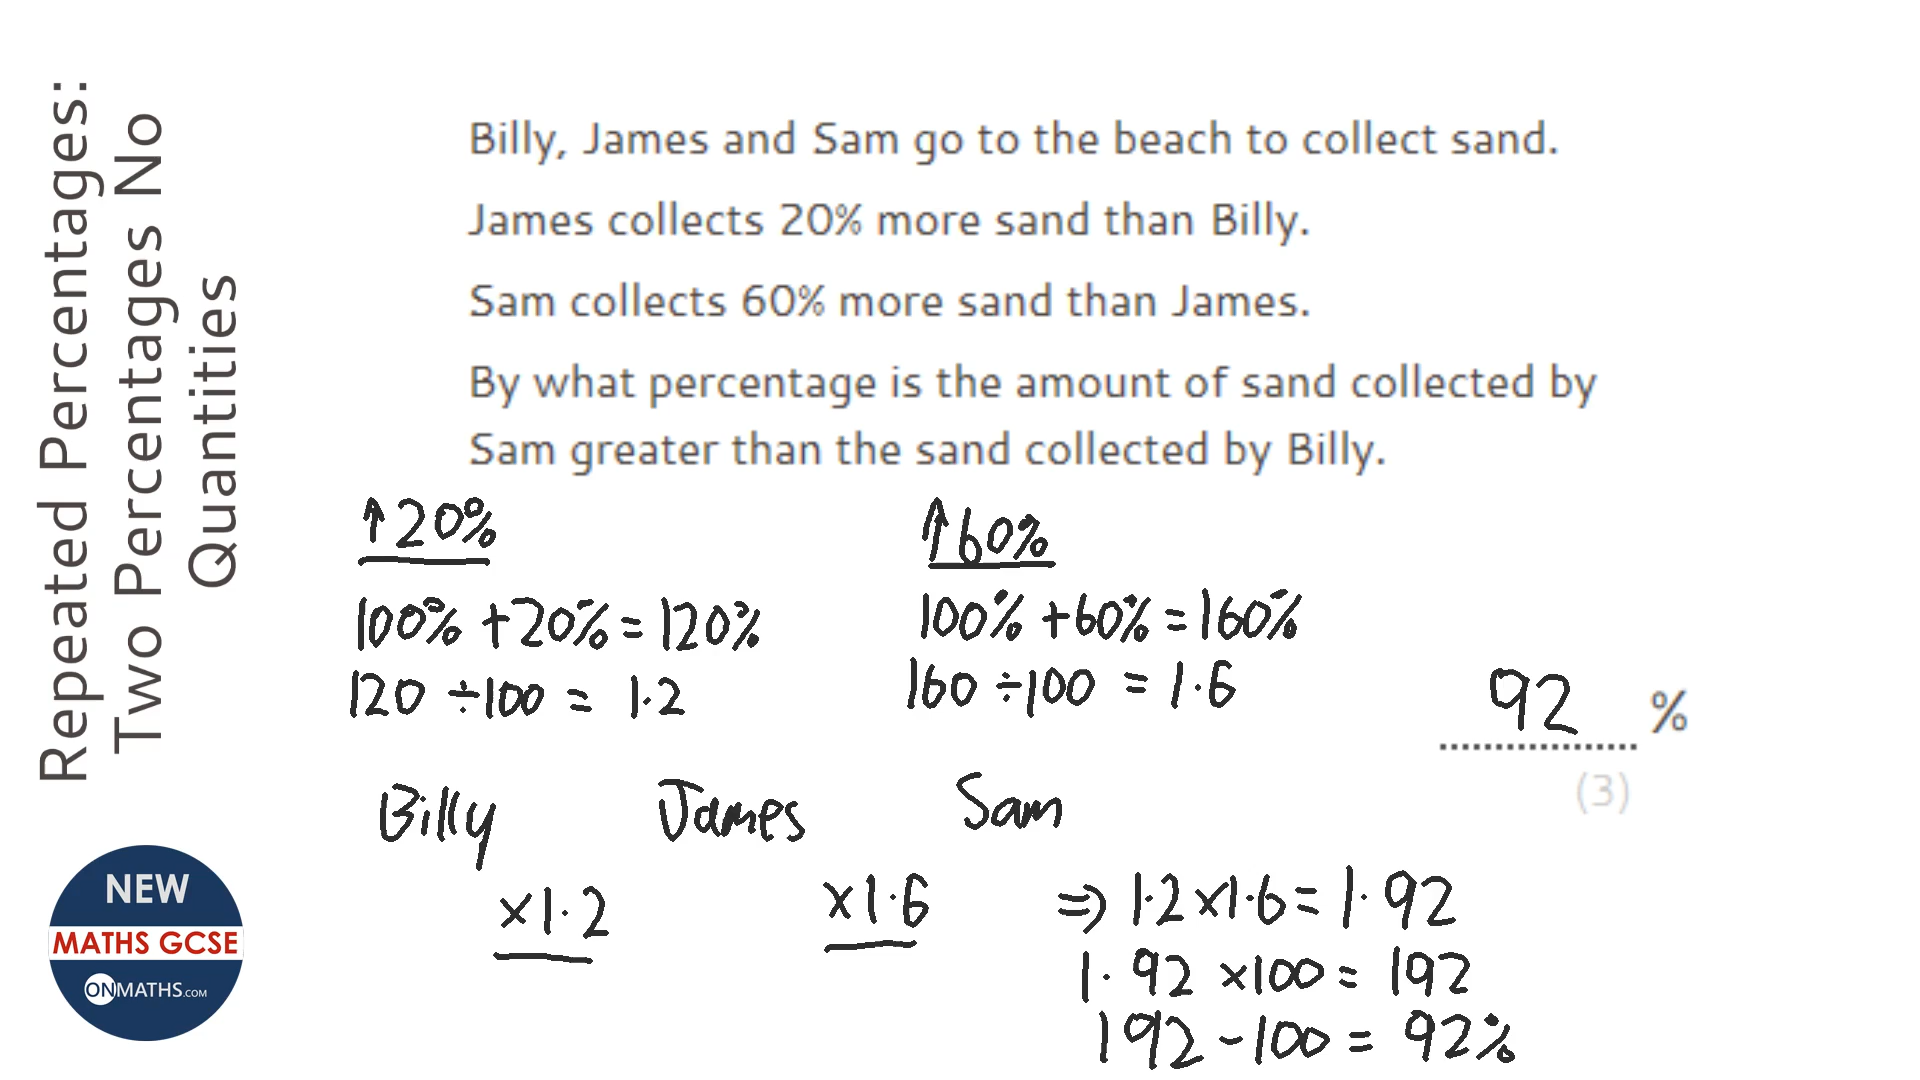 Repeated Percentages:
Two Percentages No
Quantities
Billy, James and Sam go to the beach to collect sand.
James collects 20% more sand than Billy.
Sam collects 60% more sand than James.
By what percentage is the amount of sand collected by
Sam greater than the sand collected by Billy.
↑20%
100% + 20% = 120%
120 ÷ 100 = 1·2
↑60%
100% + 60% = 160%
160 ÷ 100 = 1·6
92 %
(3)
Billy James Sam
×1·2 ×1·6 ⇒ 1·2 × 1·6 = 1·92
1·92 × 100 = 192
192 - 100 = 92%
NEW
MATHS GCSE
ONMATHS.COM